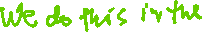 We do this in the